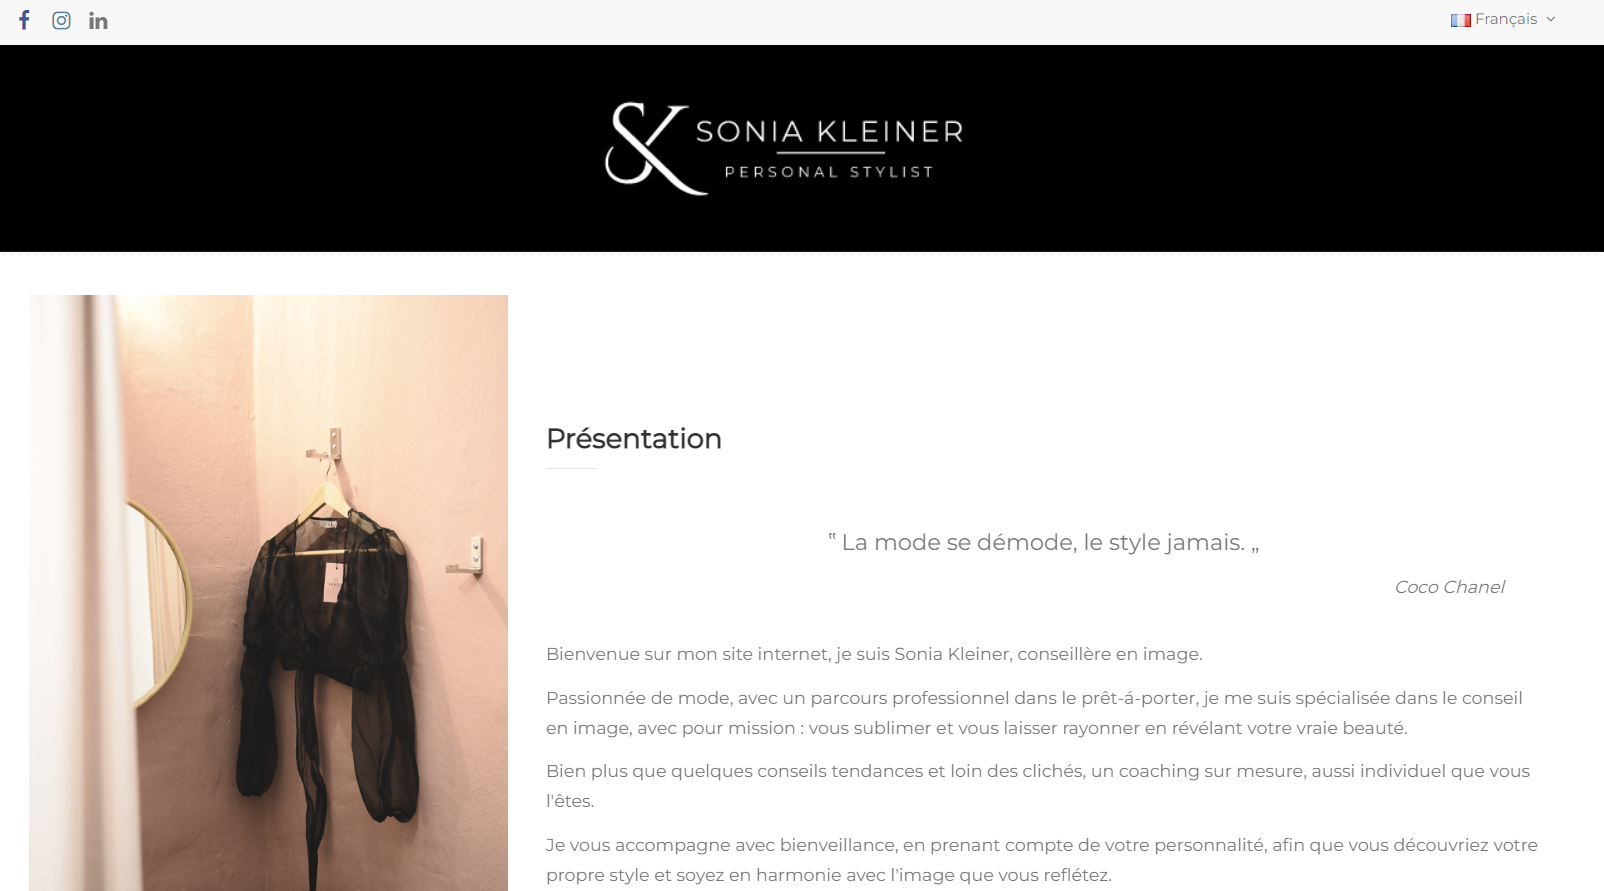 Français
SONIA KLEINER
PERSONAL STYLIST
Présentation
‟ La mode se démode, le style jamais. „
Coco Chanel
Bienvenue sur mon site internet, je suis Sonia Kleiner, conseillère en image.
Passionnée de mode, avec un parcours professionnel dans le prêt-á-porter, je me suis spécialisée dans le conseil
en image, avec pour mission : vous sublimer et vous laisser rayonner en révélant votre vraie beauté.
Bien plus que quelques conseils tendances et loin des clichés, un coaching sur mesure, aussi individuel que vous
l'êtes.
Je vous accompagne avec bienveillance, en prenant compte de votre personnalité, afin que vous découvriez votre
propre style et soyez en harmonie avec l'image que vous reflétez.